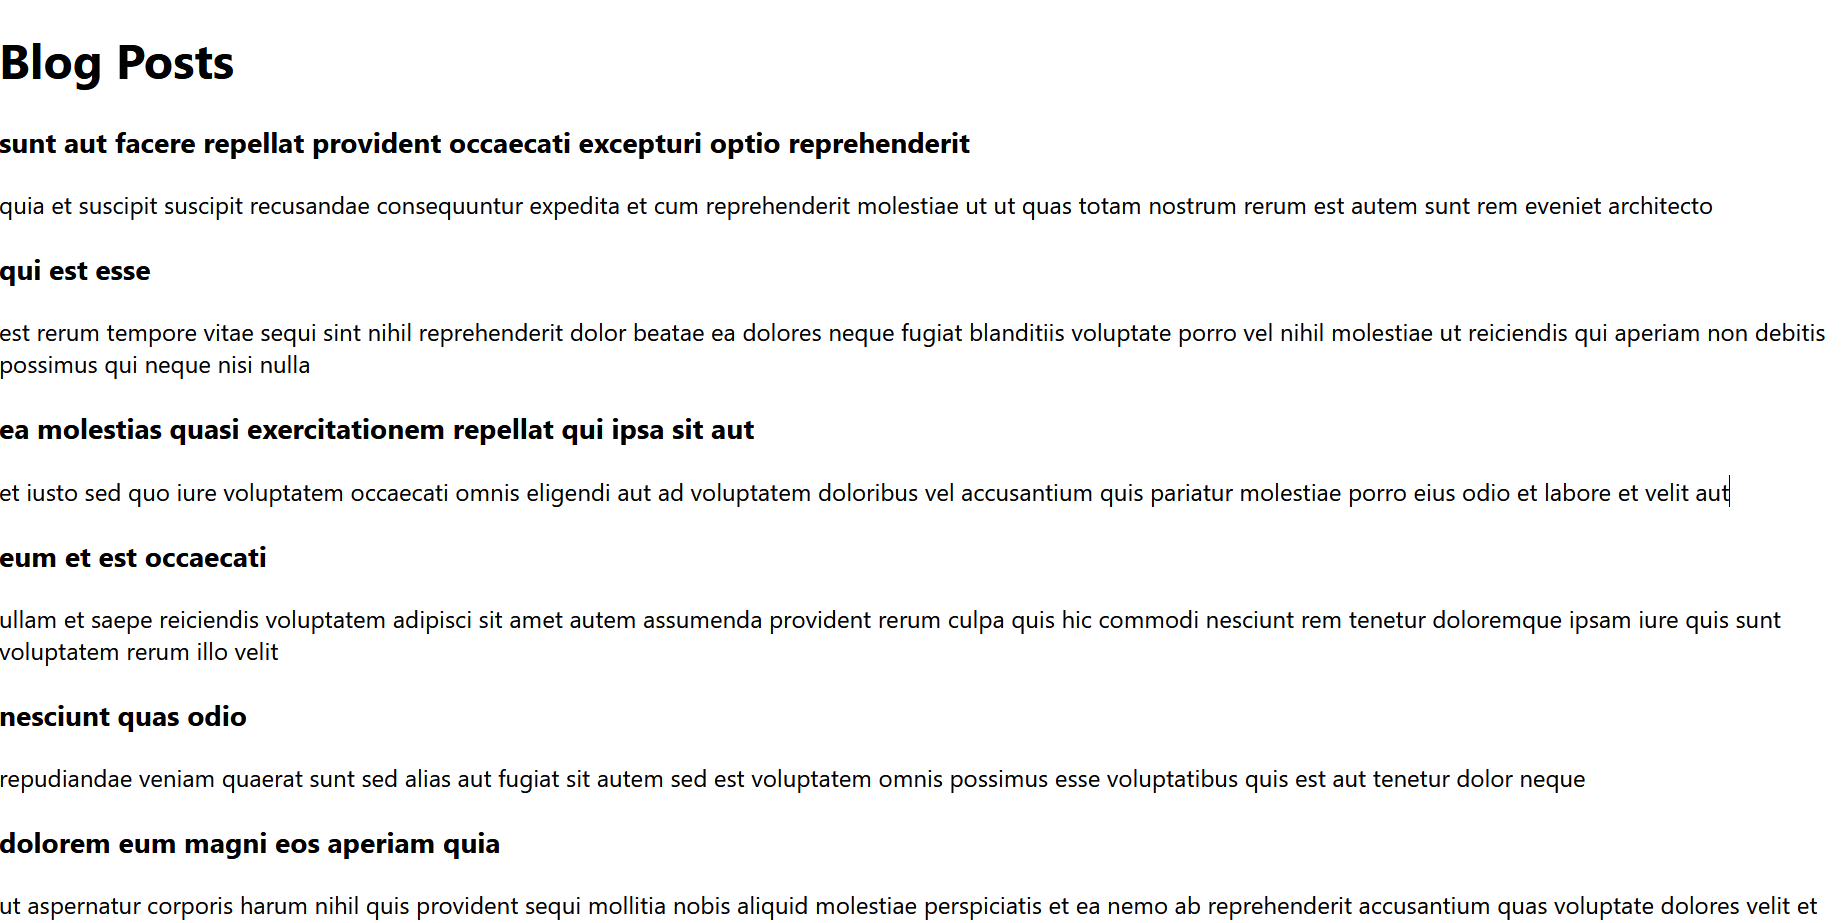 Blog Posts
sunt aut facere repellat provident occaecati excepturi optio reprehenderit
quia et suscipit suscipit recusandae consequuntur expedita et cum reprehenderit molestiae ut ut quas totam nostrum rerum est autem sunt rem eveniet architecto
qui est esse
est rerum tempore vitae sequi sint nihil reprehenderit dolor beatae ea dolores neque fugiat blanditiis voluptate porro vel nihil molestiae ut reiciendis qui aperiam non debitis
possimus qui neque nisi nulla
ea molestias quasi exercitationem repellat qui ipsa sit aut
et iusto sed quo iure voluptatem occaecati omnis eligendi aut ad voluptatem doloribus vel accusantium quis pariatur molestiae porro eius odio et labore et velit aut
eum et est occaecati
ullam et saepe reiciendis voluptatem adipisci sit amet autem assumenda provident rerum culpa quis hic commodi nesciunt rem tenetur doloremque ipsam iure quis sunt
voluptatem rerum illo velit
nesciunt quas odio
repudiandae veniam quaerat sunt sed alias aut fugiat sit autem sed est voluptatem omnis possimus esse voluptatibus quis est aut tenetur dolor neque
dolorem eum magni eos aperiam quia
ut aspernatur corporis harum nihil quis provident sequi mollitia nobis aliquid molestiae perspiciatis et ea nemo ab reprehenderit accusantium quas voluptate dolores velit et